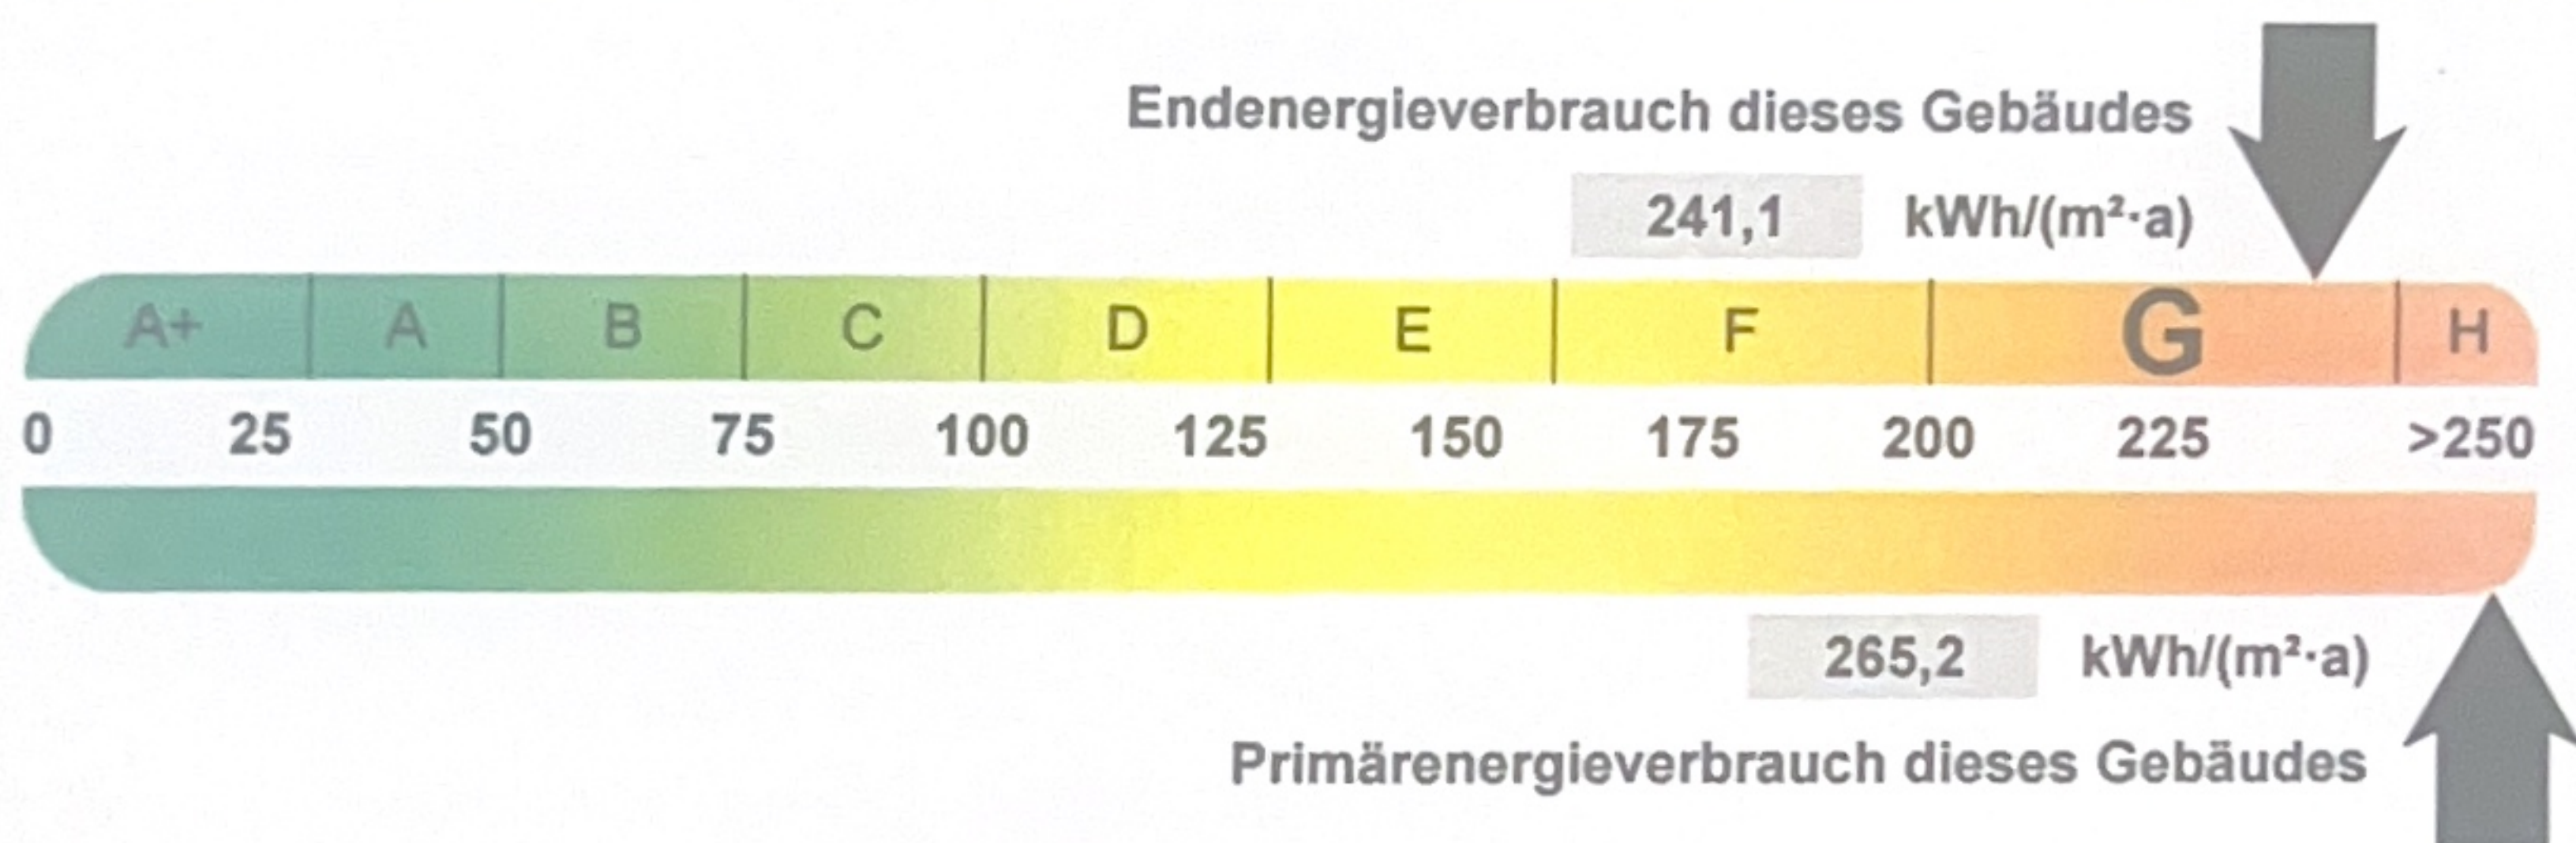 Endenergieverbrauch dieses Gebäudes
241,1 kWh/(m²·a)
A+ A B C D E F G H
0 25 50 75 100 125 150 175 200 225 >250
265,2 kWh/(m²·a)
Primärenergieverbrauch dieses Gebäudes